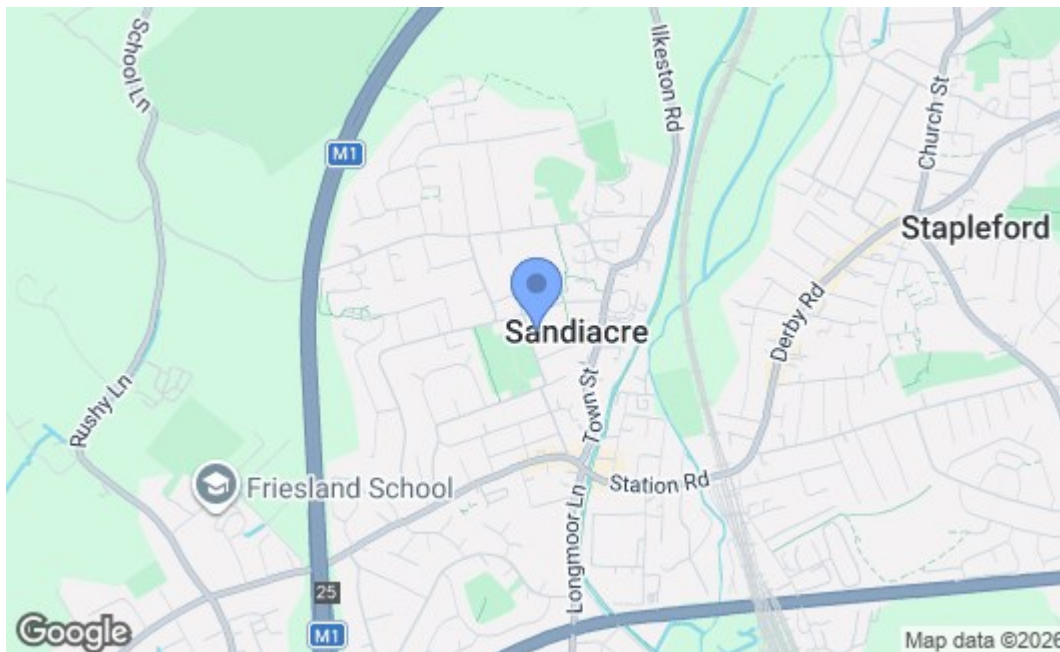 School Ln
Ilkeston Rd
M1
Church St
Stapleford
Derby Rd
Sandiacre
Town St
Rushy Ln
Friesland School
Station Rd
Longmoor Ln
25
M1
Google
Map data ©2026